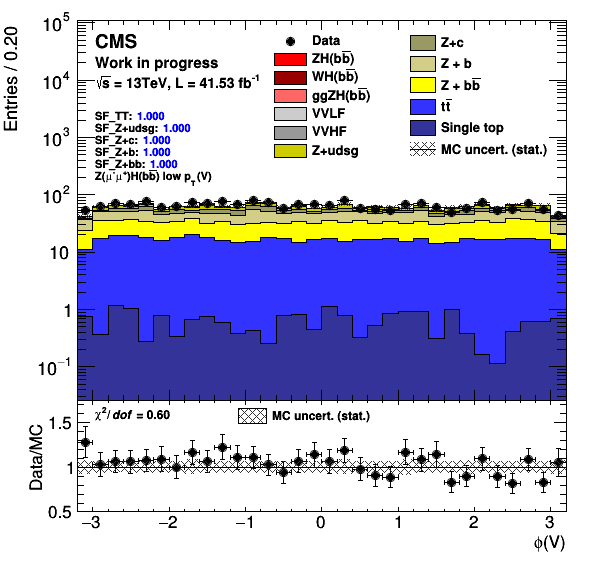 CMS
Work in progress
√s = 13TeV, L = 41.53 fb⁻¹
SF_TT: 1.000
SF_Z+udsg: 1.000
SF_Z+c: 1.000
SF_Z+b: 1.000
SF_Z+bb: 1.000
Z(μ⁻μ⁺)H(bb̅) low p_T(V)
Data
ZH(bb̅)
WH(bb̅)
ggZH(bb̅)
VVLF
VVHF
Z+udsg
Z+c
Z + b
Z + bb̅
tt̅
Single top
MC uncert. (stat.)
Entries / 0.20
10⁵
10⁴
10³
10²
10
1
10⁻¹
χ²/dof = 0.60
MC uncert. (stat.)
Data/MC
1.5
1
0.5
−3 −2 −1 0 1 2 3
ϕ(V)